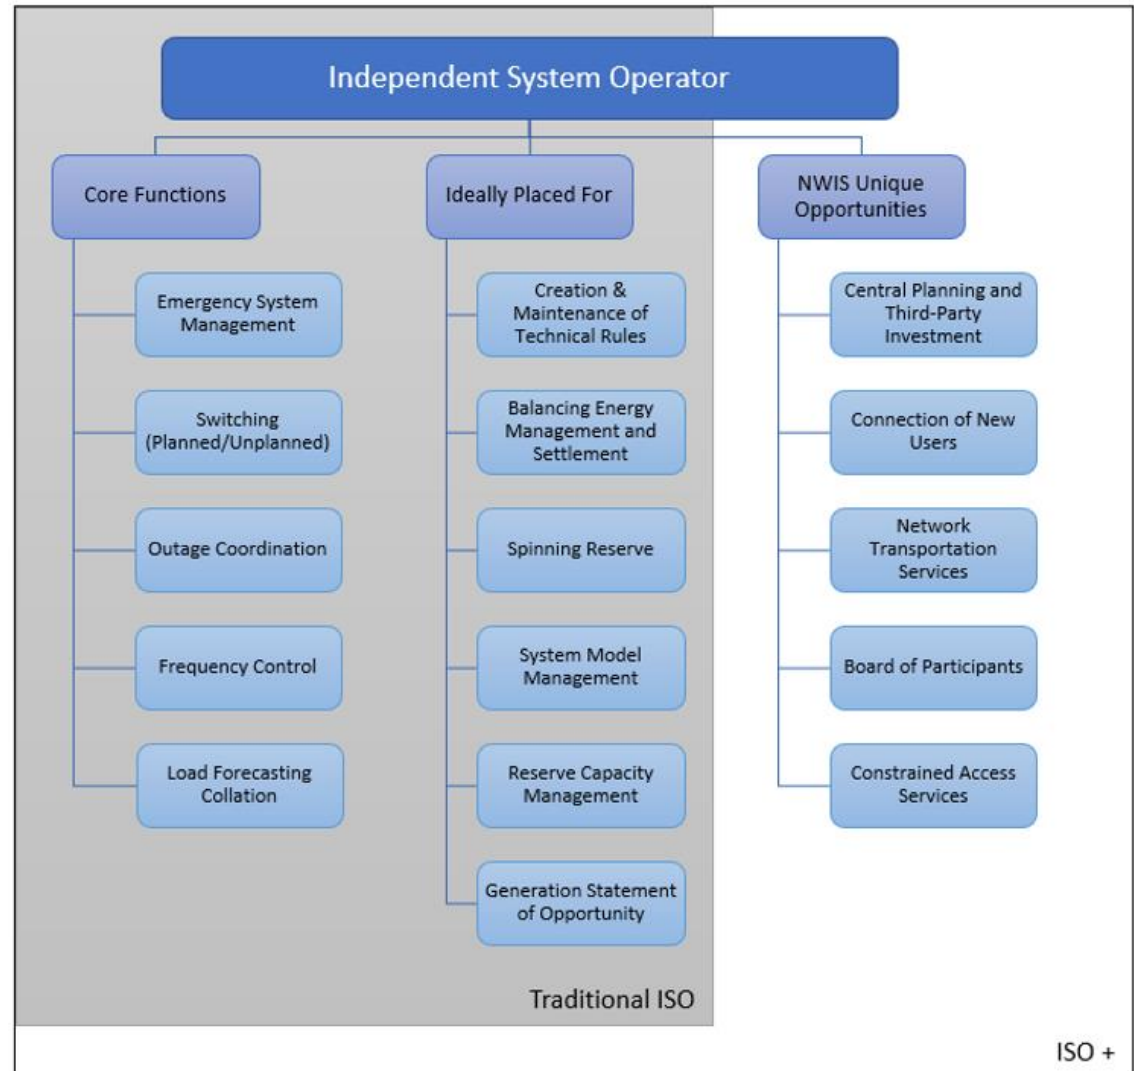 Independent System Operator
Core Functions
Emergency System
Management
Switching
(Planned/Unplanned)
Outage Coordination
Frequency Control
Load Forecasting
Collation
Ideally Placed For
Creation &
Maintenance of
Technical Rules
Balancing Energy
Management and
Settlement
Spinning Reserve
System Model
Management
Reserve Capacity
Management
Generation Statement
of Opportunity
NWIS Unique
Opportunities
Central Planning and
Third-Party
Investment
Connection of New
Users
Network
Transportation
Services
Board of Participants
Constrained Access
Services
Traditional ISO
ISO +